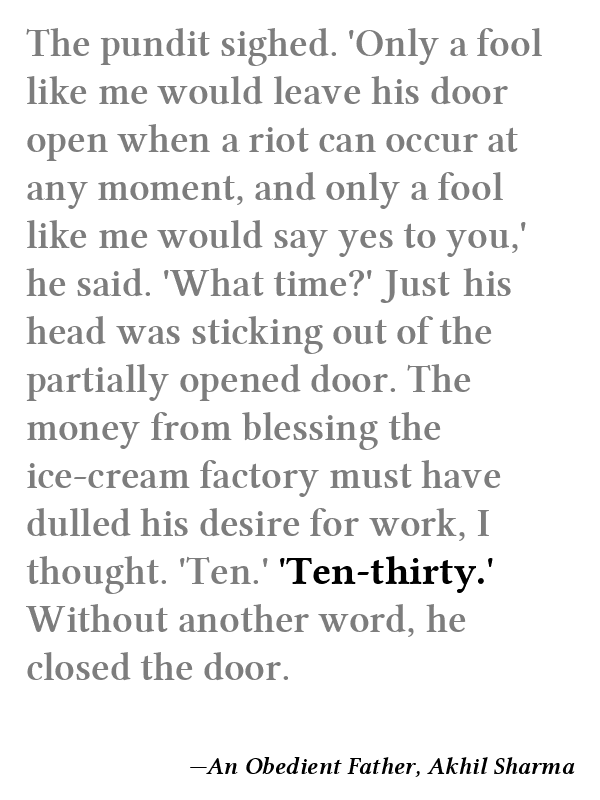 The pundit sighed. 'Only a fool
like me would leave his door
open when a riot can occur at
any moment, and only a fool
like me would say yes to you,'
he said. 'What time?' Just his
head was sticking out of the
partially opened door. The
money from blessing the
ice-cream factory must have
dulled his desire for work, I
thought. 'Ten.' 'Ten-thirty.'
Without another word, he
closed the door.
—An Obedient Father, Akhil Sharma